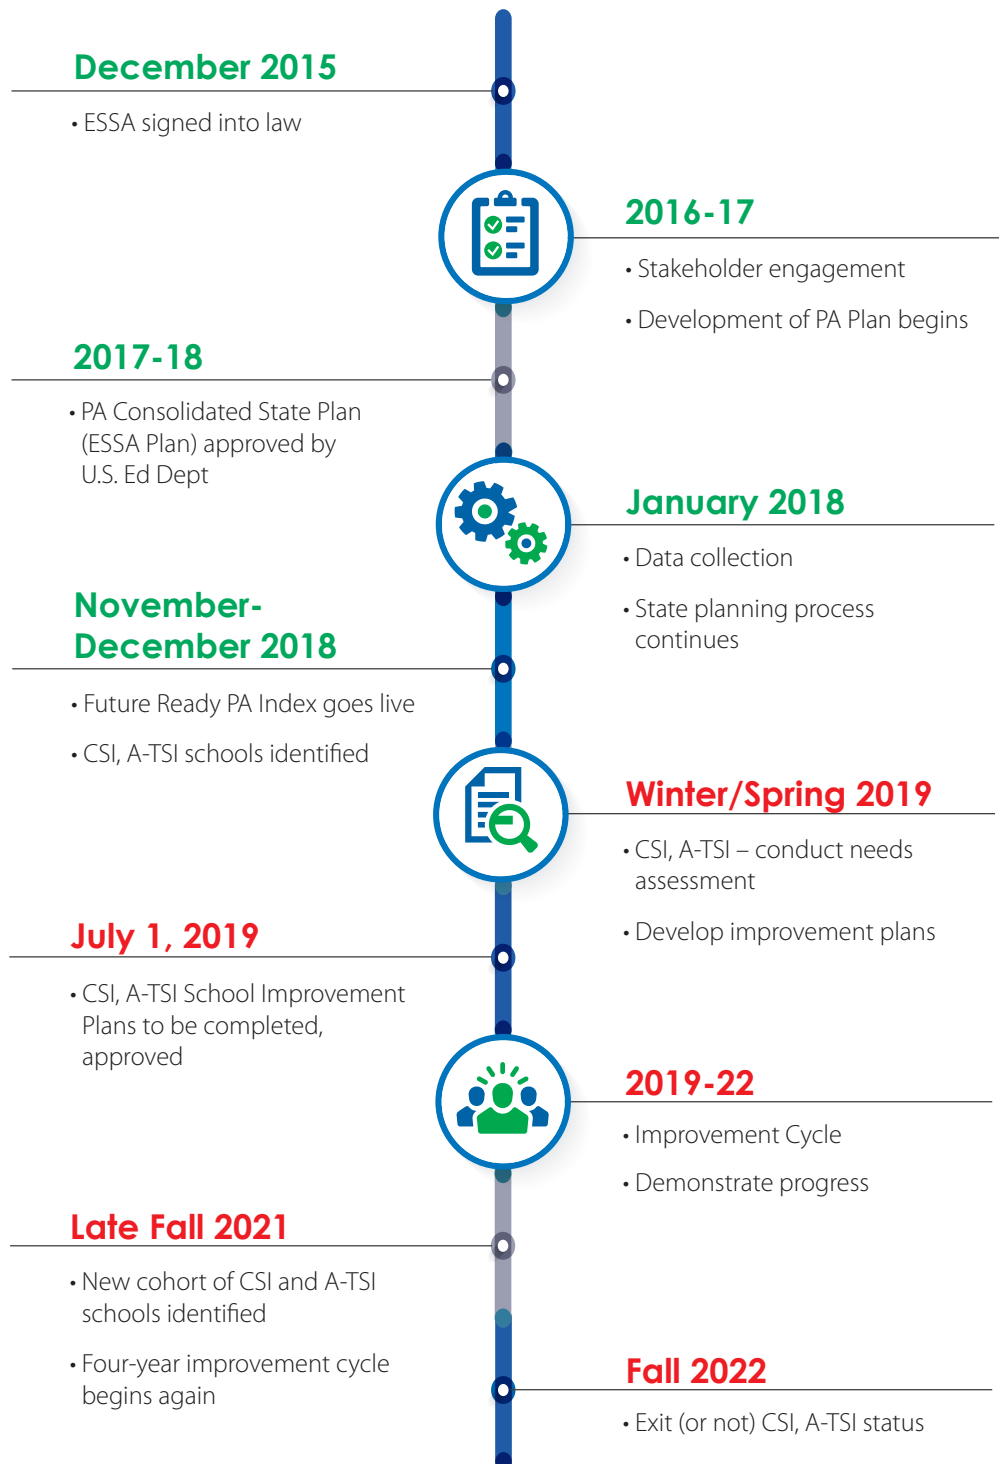 December 2015
• ESSA signed into law
2016-17
• Stakeholder engagement
• Development of PA Plan begins
2017-18
• PA Consolidated State Plan
(ESSA Plan) approved by
U.S. Ed Dept
January 2018
• Data collection
• State planning process
continues
November-
December 2018
• Future Ready PA Index goes live
• CSI, A-TSI schools identified
Winter/Spring 2019
• CSI, A-TSI – conduct needs
assessment
• Develop improvement plans
July 1, 2019
• CSI, A-TSI School Improvement
Plans to be completed,
approved
2019-22
• Improvement Cycle
• Demonstrate progress
Late Fall 2021
• New cohort of CSI and A-TSI
schools identified
• Four-year improvement cycle
begins again
Fall 2022
• Exit (or not) CSI, A-TSI status